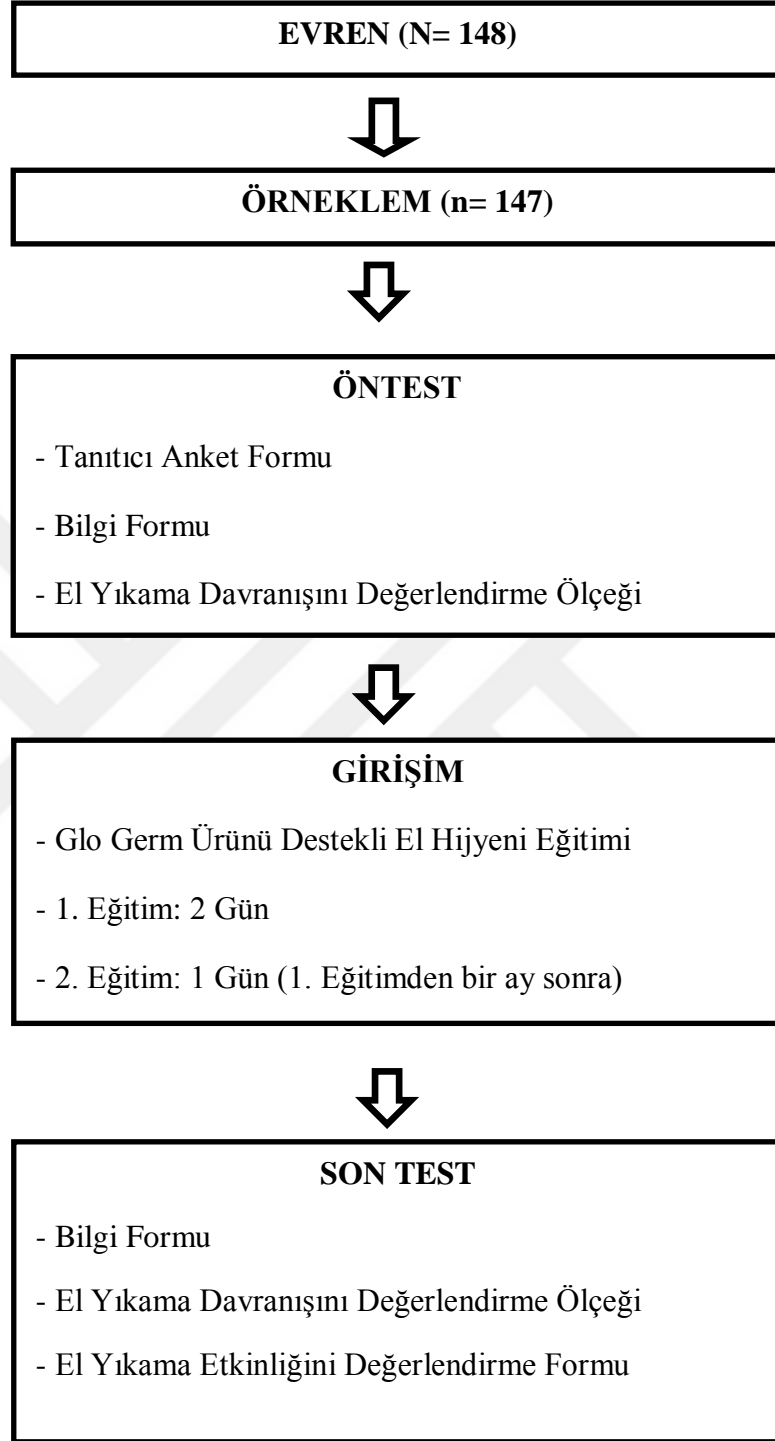 EVREN (N= 148)
ÖRNEKLEM (n= 147)
ÖNTEST
- Tanıtıcı Anket Formu
- Bilgi Formu
- El Yıkama Davranışını Değerlendirme Ölçeği
GİRİŞİM
- Glo Germ Ürünü Destekli El Hijyeni Eğitimi
- 1. Eğitim: 2 Gün
- 2. Eğitim: 1 Gün (1. Eğitimden bir ay sonra)
SON TEST
- Bilgi Formu
- El Yıkama Davranışını Değerlendirme Ölçeği
- El Yıkama Etkinliğini Değerlendirme Formu